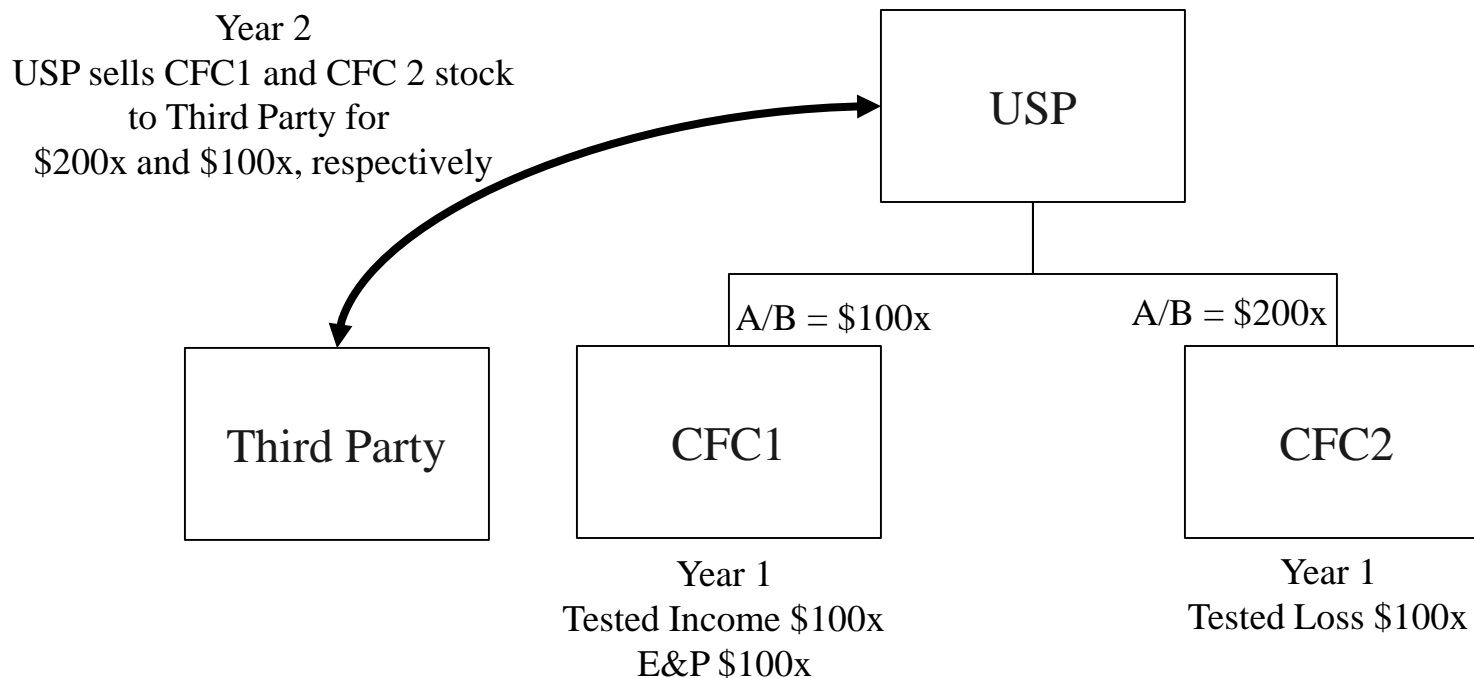 Year 2
USP sells CFC1 and CFC 2 stock
to Third Party for
$200x and $100x, respectively
USP
A/B = $100x
A/B = $200x
Third Party
CFC1
CFC2
Year 1
Tested Income $100x
E&P $100x
Year 1
Tested Loss $100x